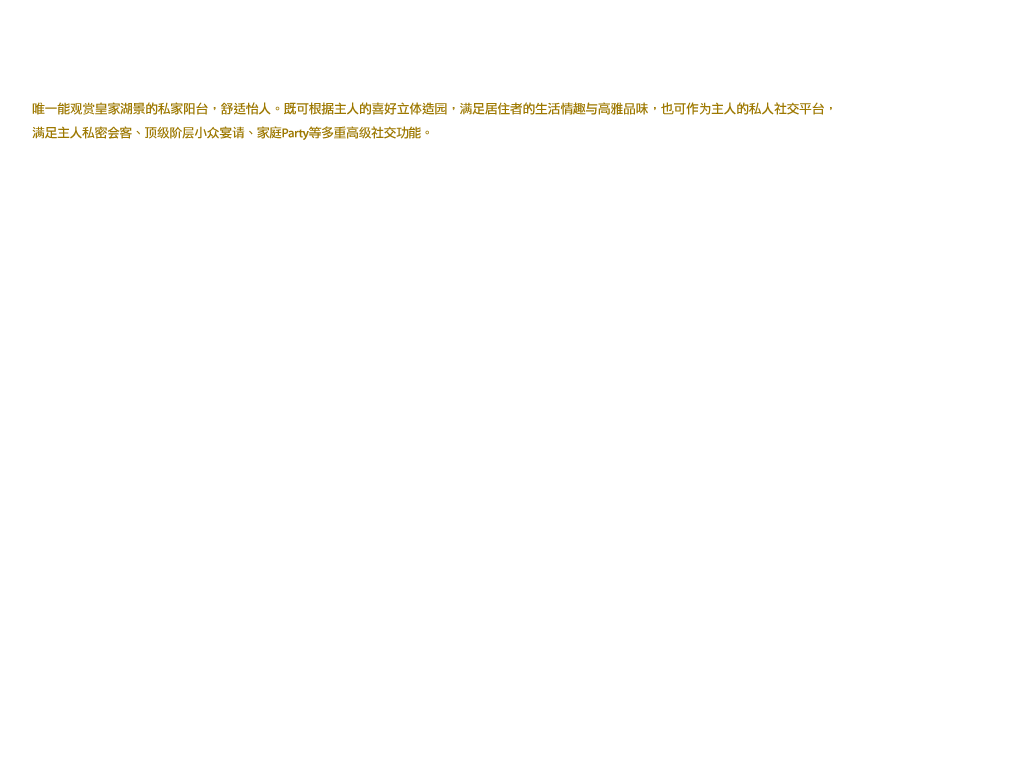 唯一能观赏皇家湖景的私家阳台，舒适怡人。既可根据主人的喜好立体造园，满足居住者的生活情趣与高雅品味，也可作为主人的私人社交平台，
满足主人私密会客、顶级阶层小众宴请、家庭Party等多重高级社交功能。